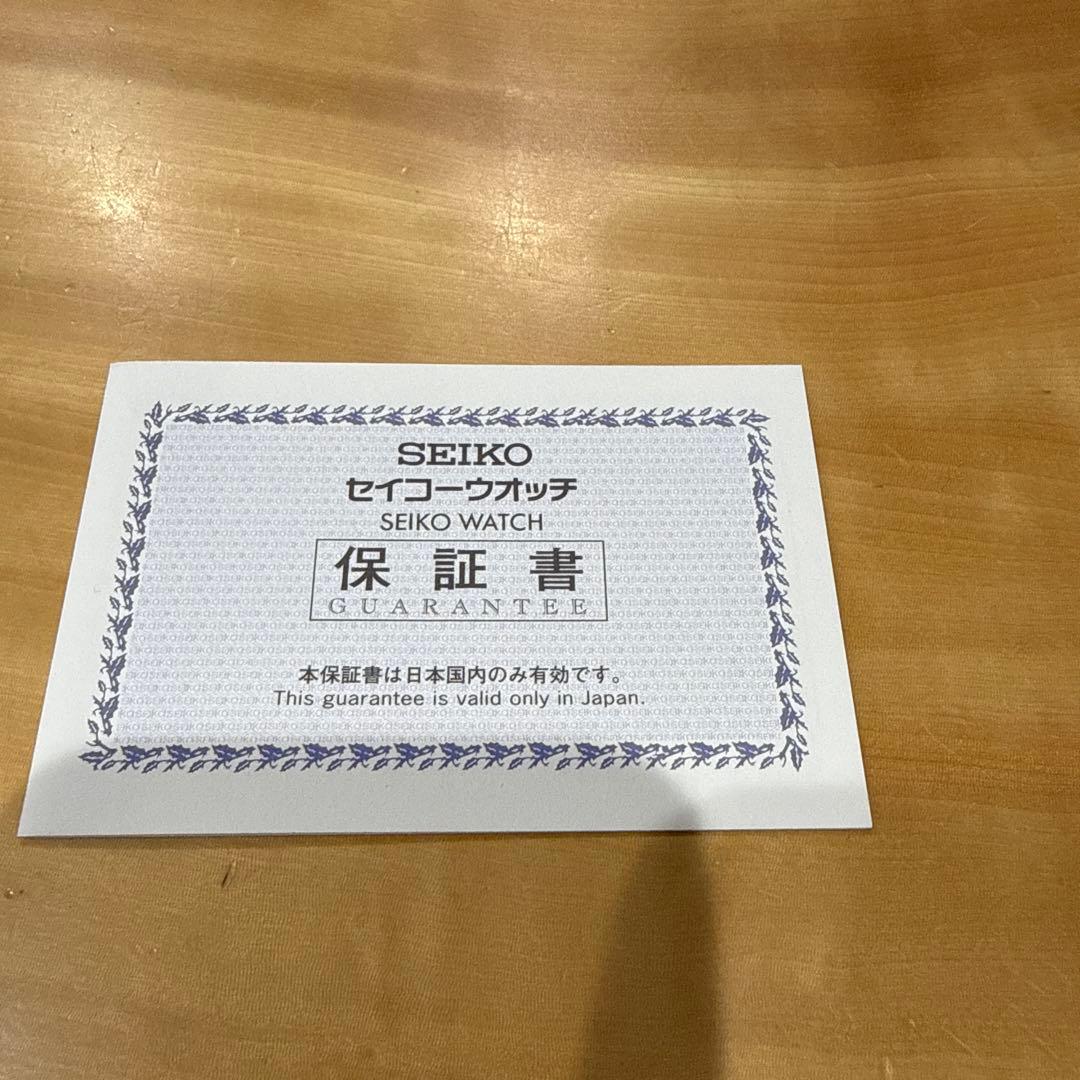 SEIKO
セイコーウオッチ
SEIKO WATCH
保証書
GUARANTEE
本保証書は日本国内のみ有効です。
This guarantee is valid only in Japan.